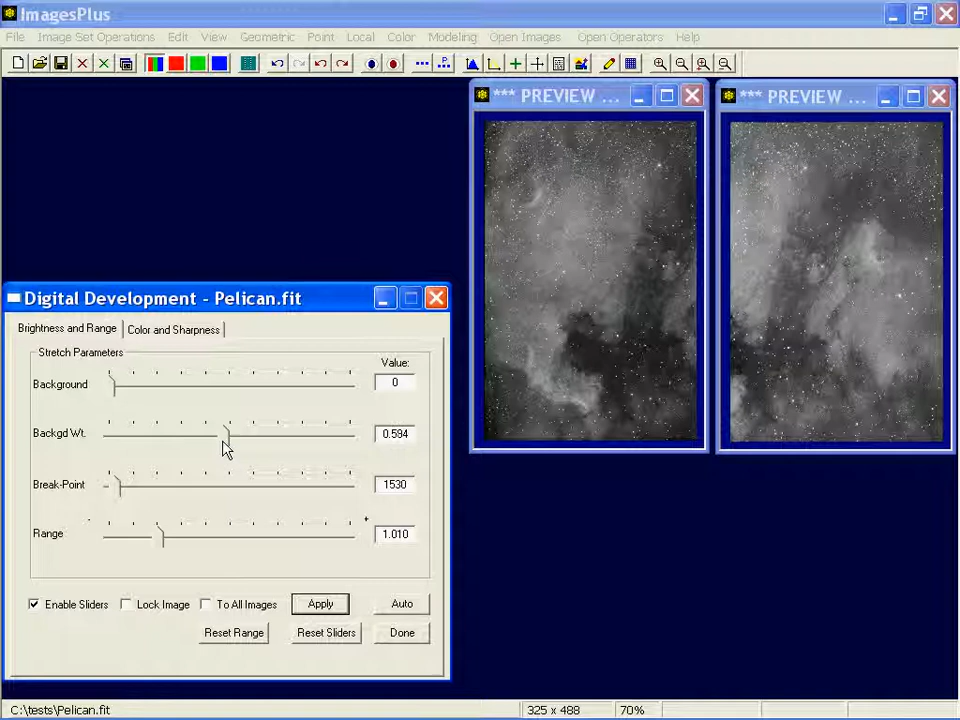 ImagesPlus
File Image Set Operations Edit View Geometric Point Local Color Modeling Open Images Open Operators Help
*** PREVIEW ...
*** PREVIEW ...
Digital Development - Pelican.fit
Brightness and Range
Color and Sharpness
Stretch Parameters
Value:
Background 0
Backgd Wt. 0.594
Break-Point 1530
- +
Range 1.010
Enable Sliders Lock Image To All Images Apply Auto
Reset Range Reset Sliders Done
C:\tests\Pelican.fit 325 x 488 70%